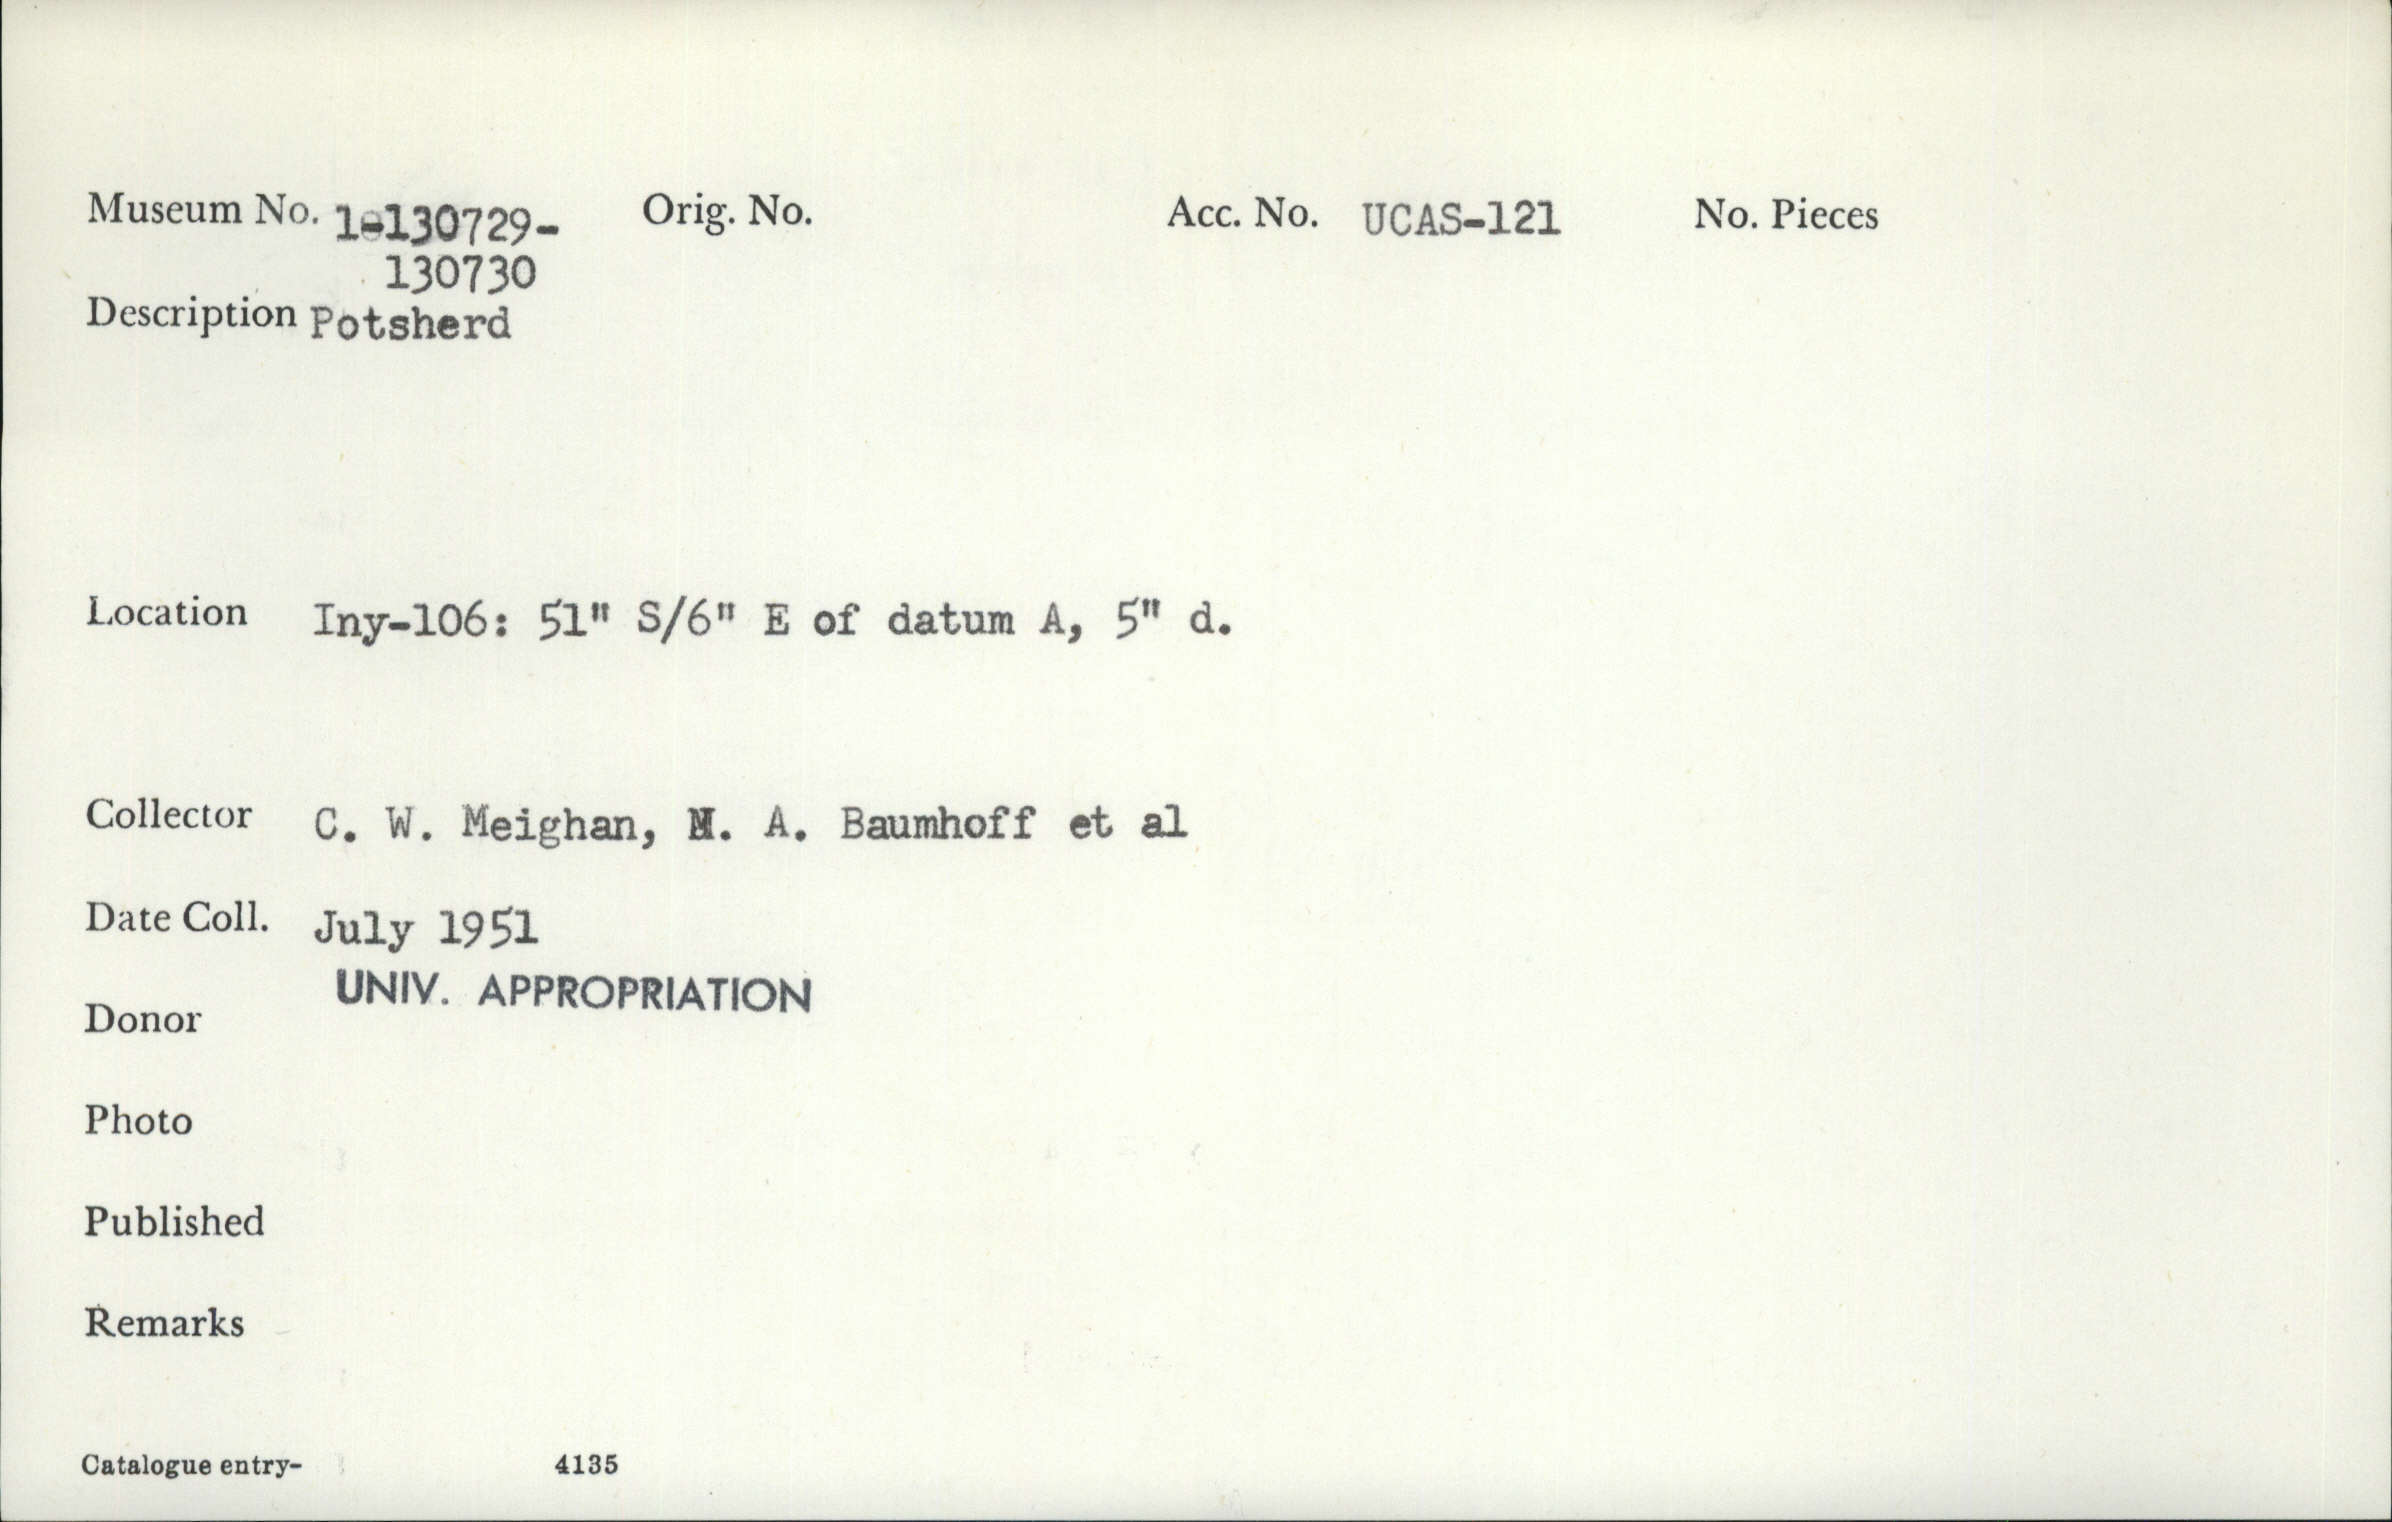 Museum No. 1-130729- Orig. No. Acc. No. UCAS-121 No. Pieces
130730
Description Potsherd
Location Iny-106: 51" S/6" E of datum A, 5" d.
Collector C. W. Meighan, M. A. Baumhoff et al
Date Coll. July 1951
UNIV. APPROPRIATION
Donor
Photo
Published
Remarks
Catalogue entry- 4135